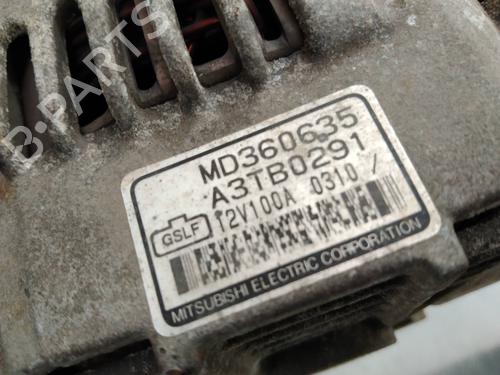 B-PARTS
MD360635
A3TB0291
GSLF 12V100A 0310 /
MITSUBISHI ELECTRIC CORPORATION